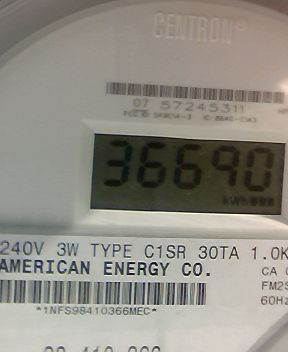 CENTRON®
07 57245311
36690
kWh
240V 3W TYPE C1SR 30TA 1.0K
AMERICAN ENERGY CO.
CA
FM2S
60Hz
*1NFS98410366MEC*